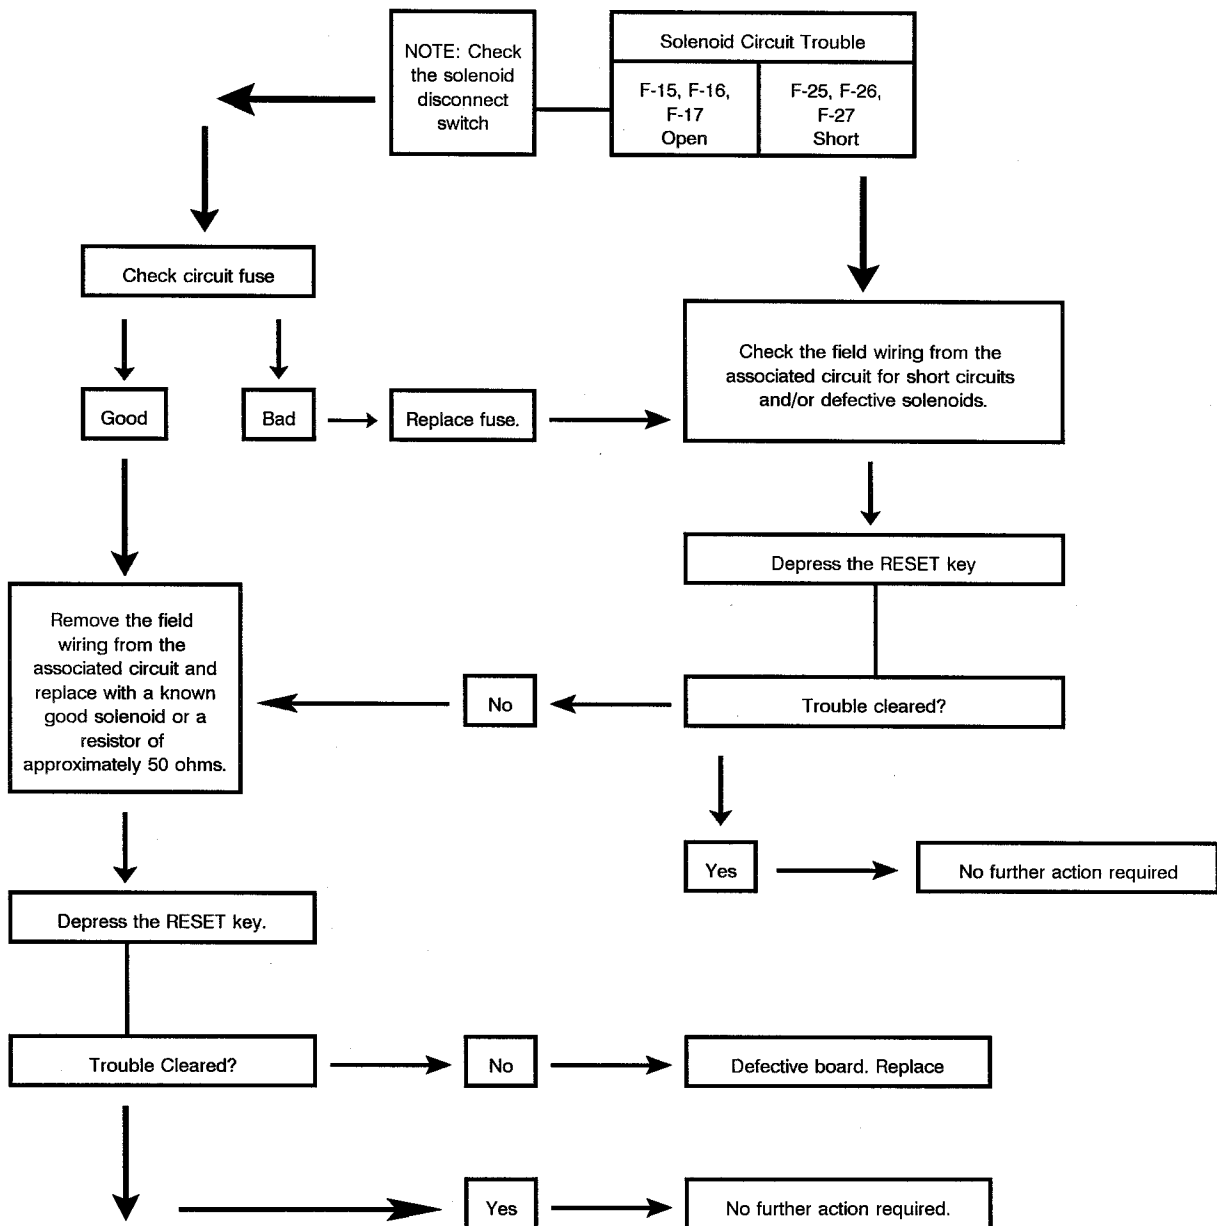 NOTE: Check
the solenoid
disconnect
switch
Solenoid Circuit Trouble
F-15, F-16,
F-17
Open
F-25, F-26,
F-27
Short
Check circuit fuse
Good
Bad
Replace fuse.
Check the field wiring from the
associated circuit for short circuits
and/or defective solenoids.
Depress the RESET key
Remove the field
wiring from the
associated circuit and
replace with a known
good solenoid or a
resistor of
approximately 50 ohms.
No
Trouble cleared?
Yes
No further action required
Depress the RESET key.
Trouble Cleared?
No
Defective board. Replace
Yes
No further action required.